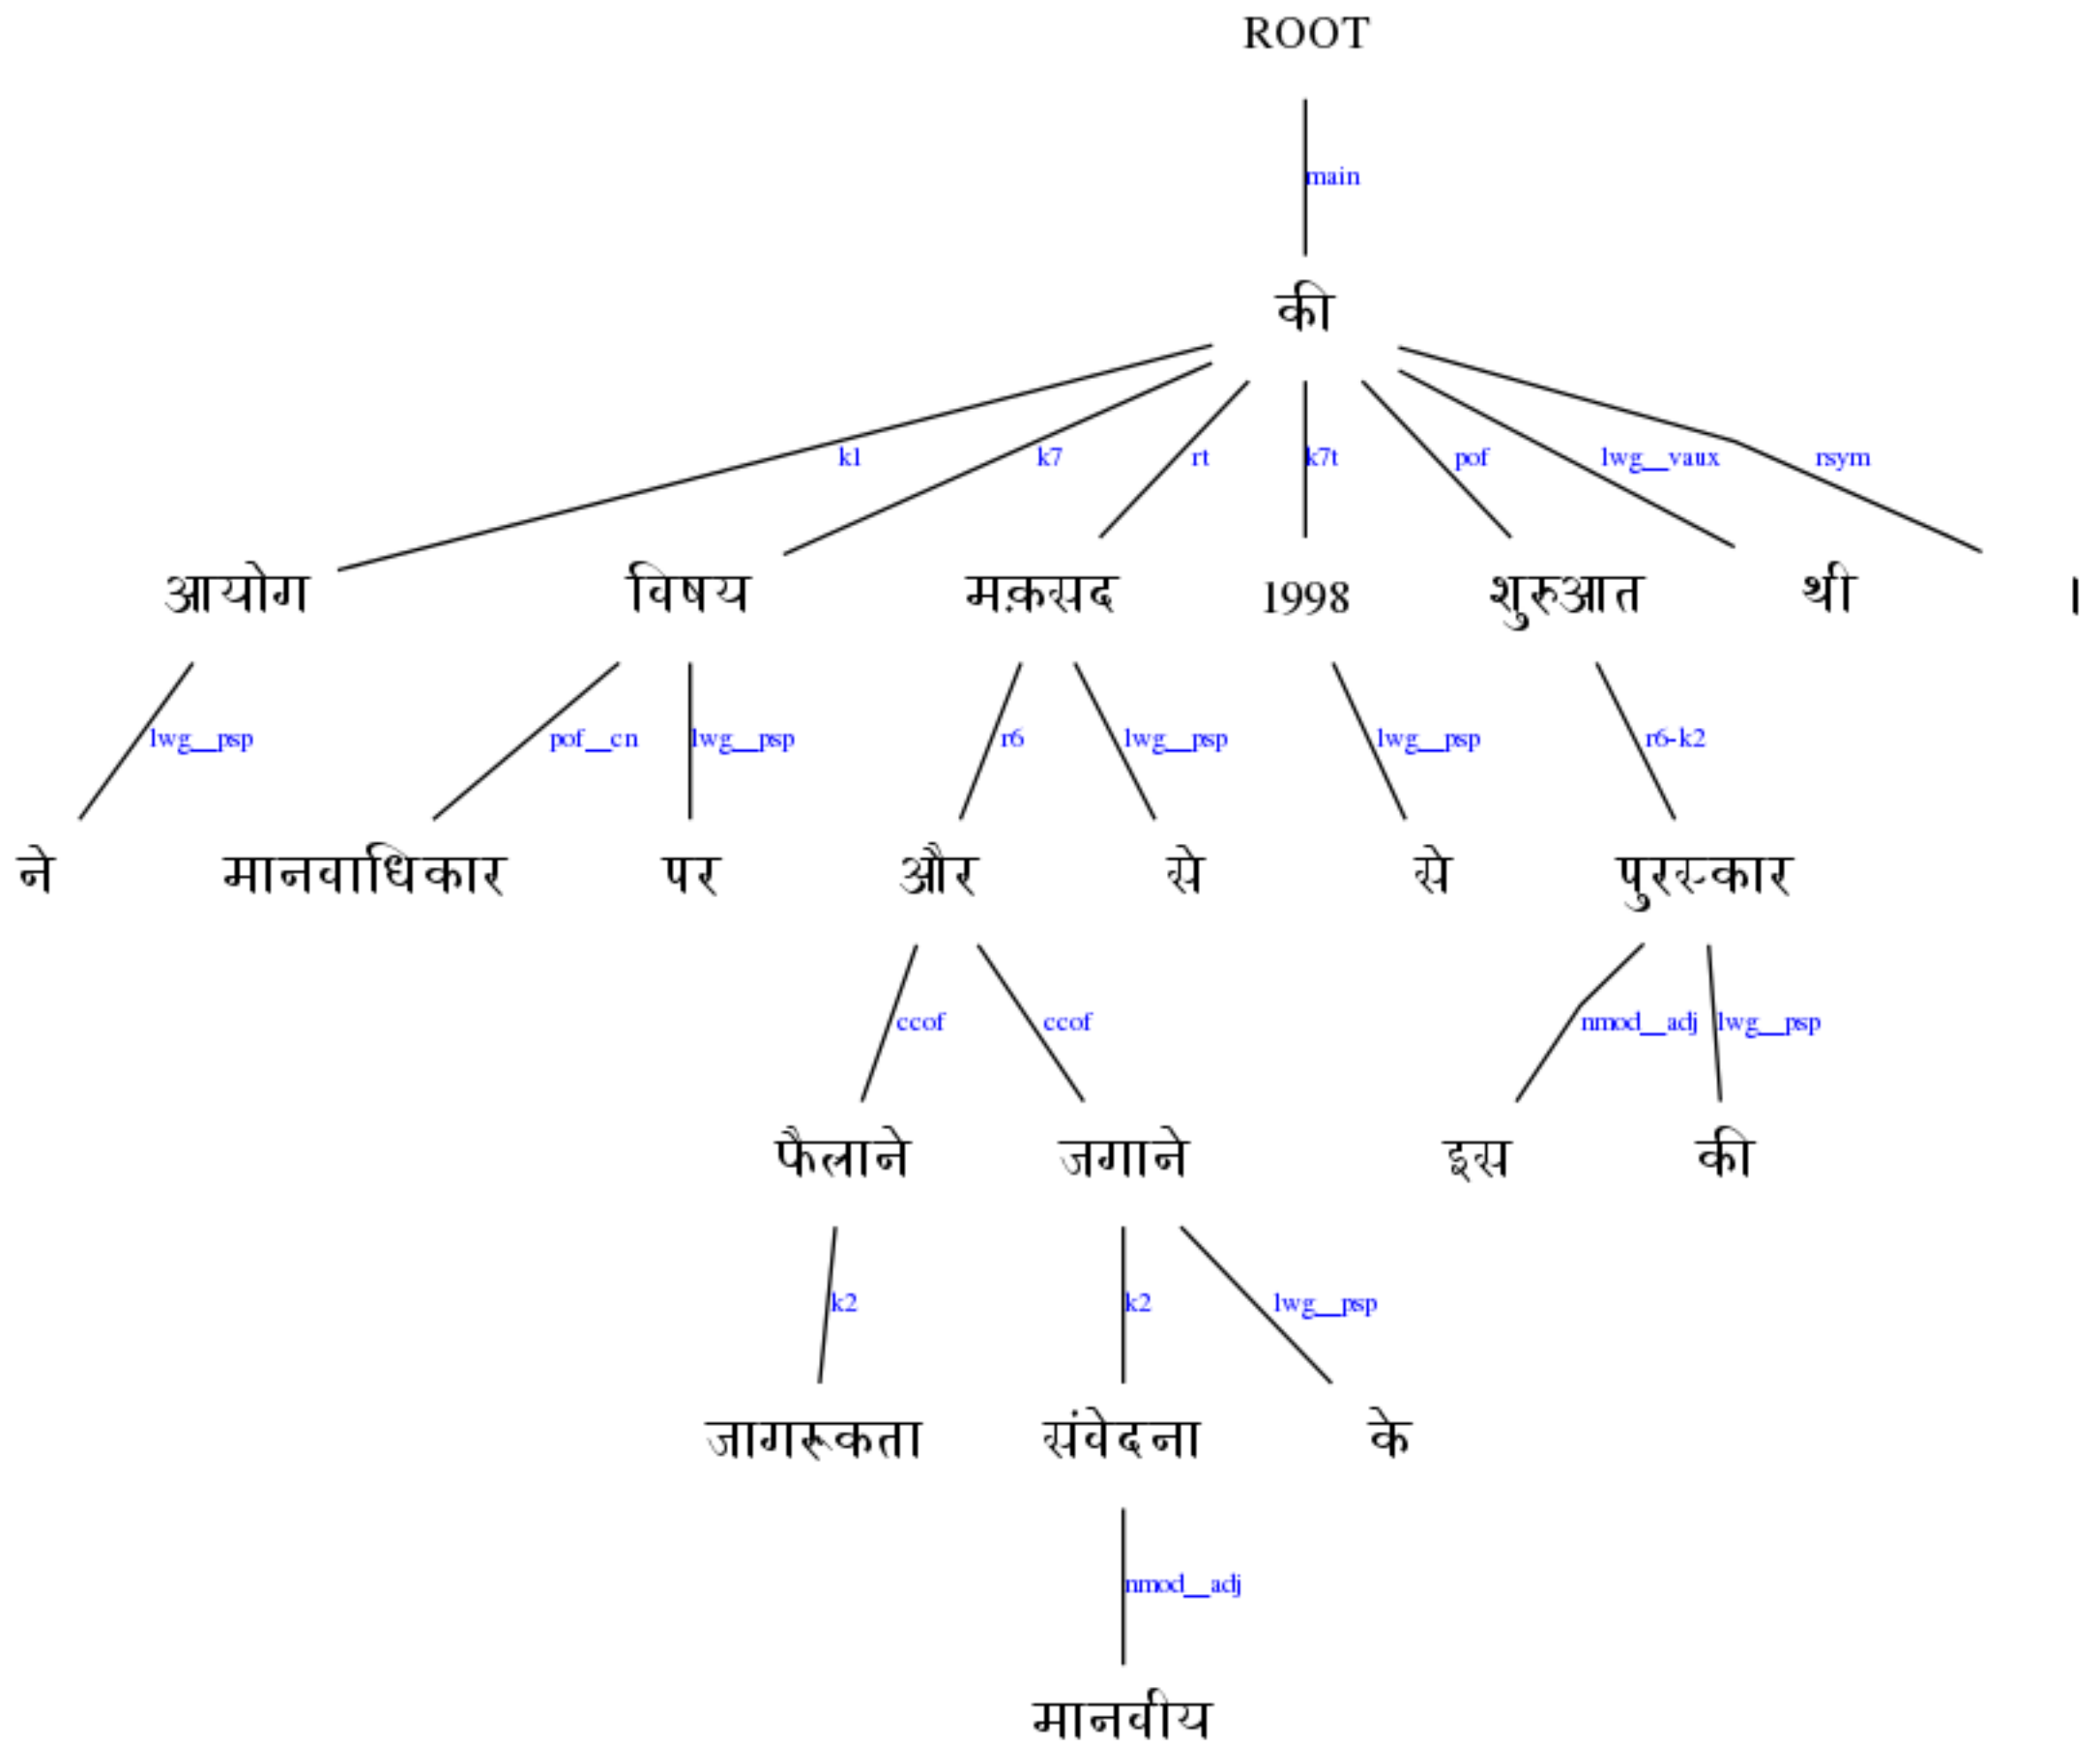 ROOT
main
की
k1 k7 rt k7t pof lwg__vaux rsym
आयोग विषय मक़सद 1998 शुरुआत थी ।
lwg__psp pof__cn lwg__psp r6 lwg__psp lwg__psp r6-k2
ने मानवाधिकार पर और से से पुरस्कार
ccof ccof nmod__adj lwg__psp
फैलाने जगाने इस की
k2 k2 lwg__psp
जागरूकता संवेदना के
nmod__adj
मानवीय